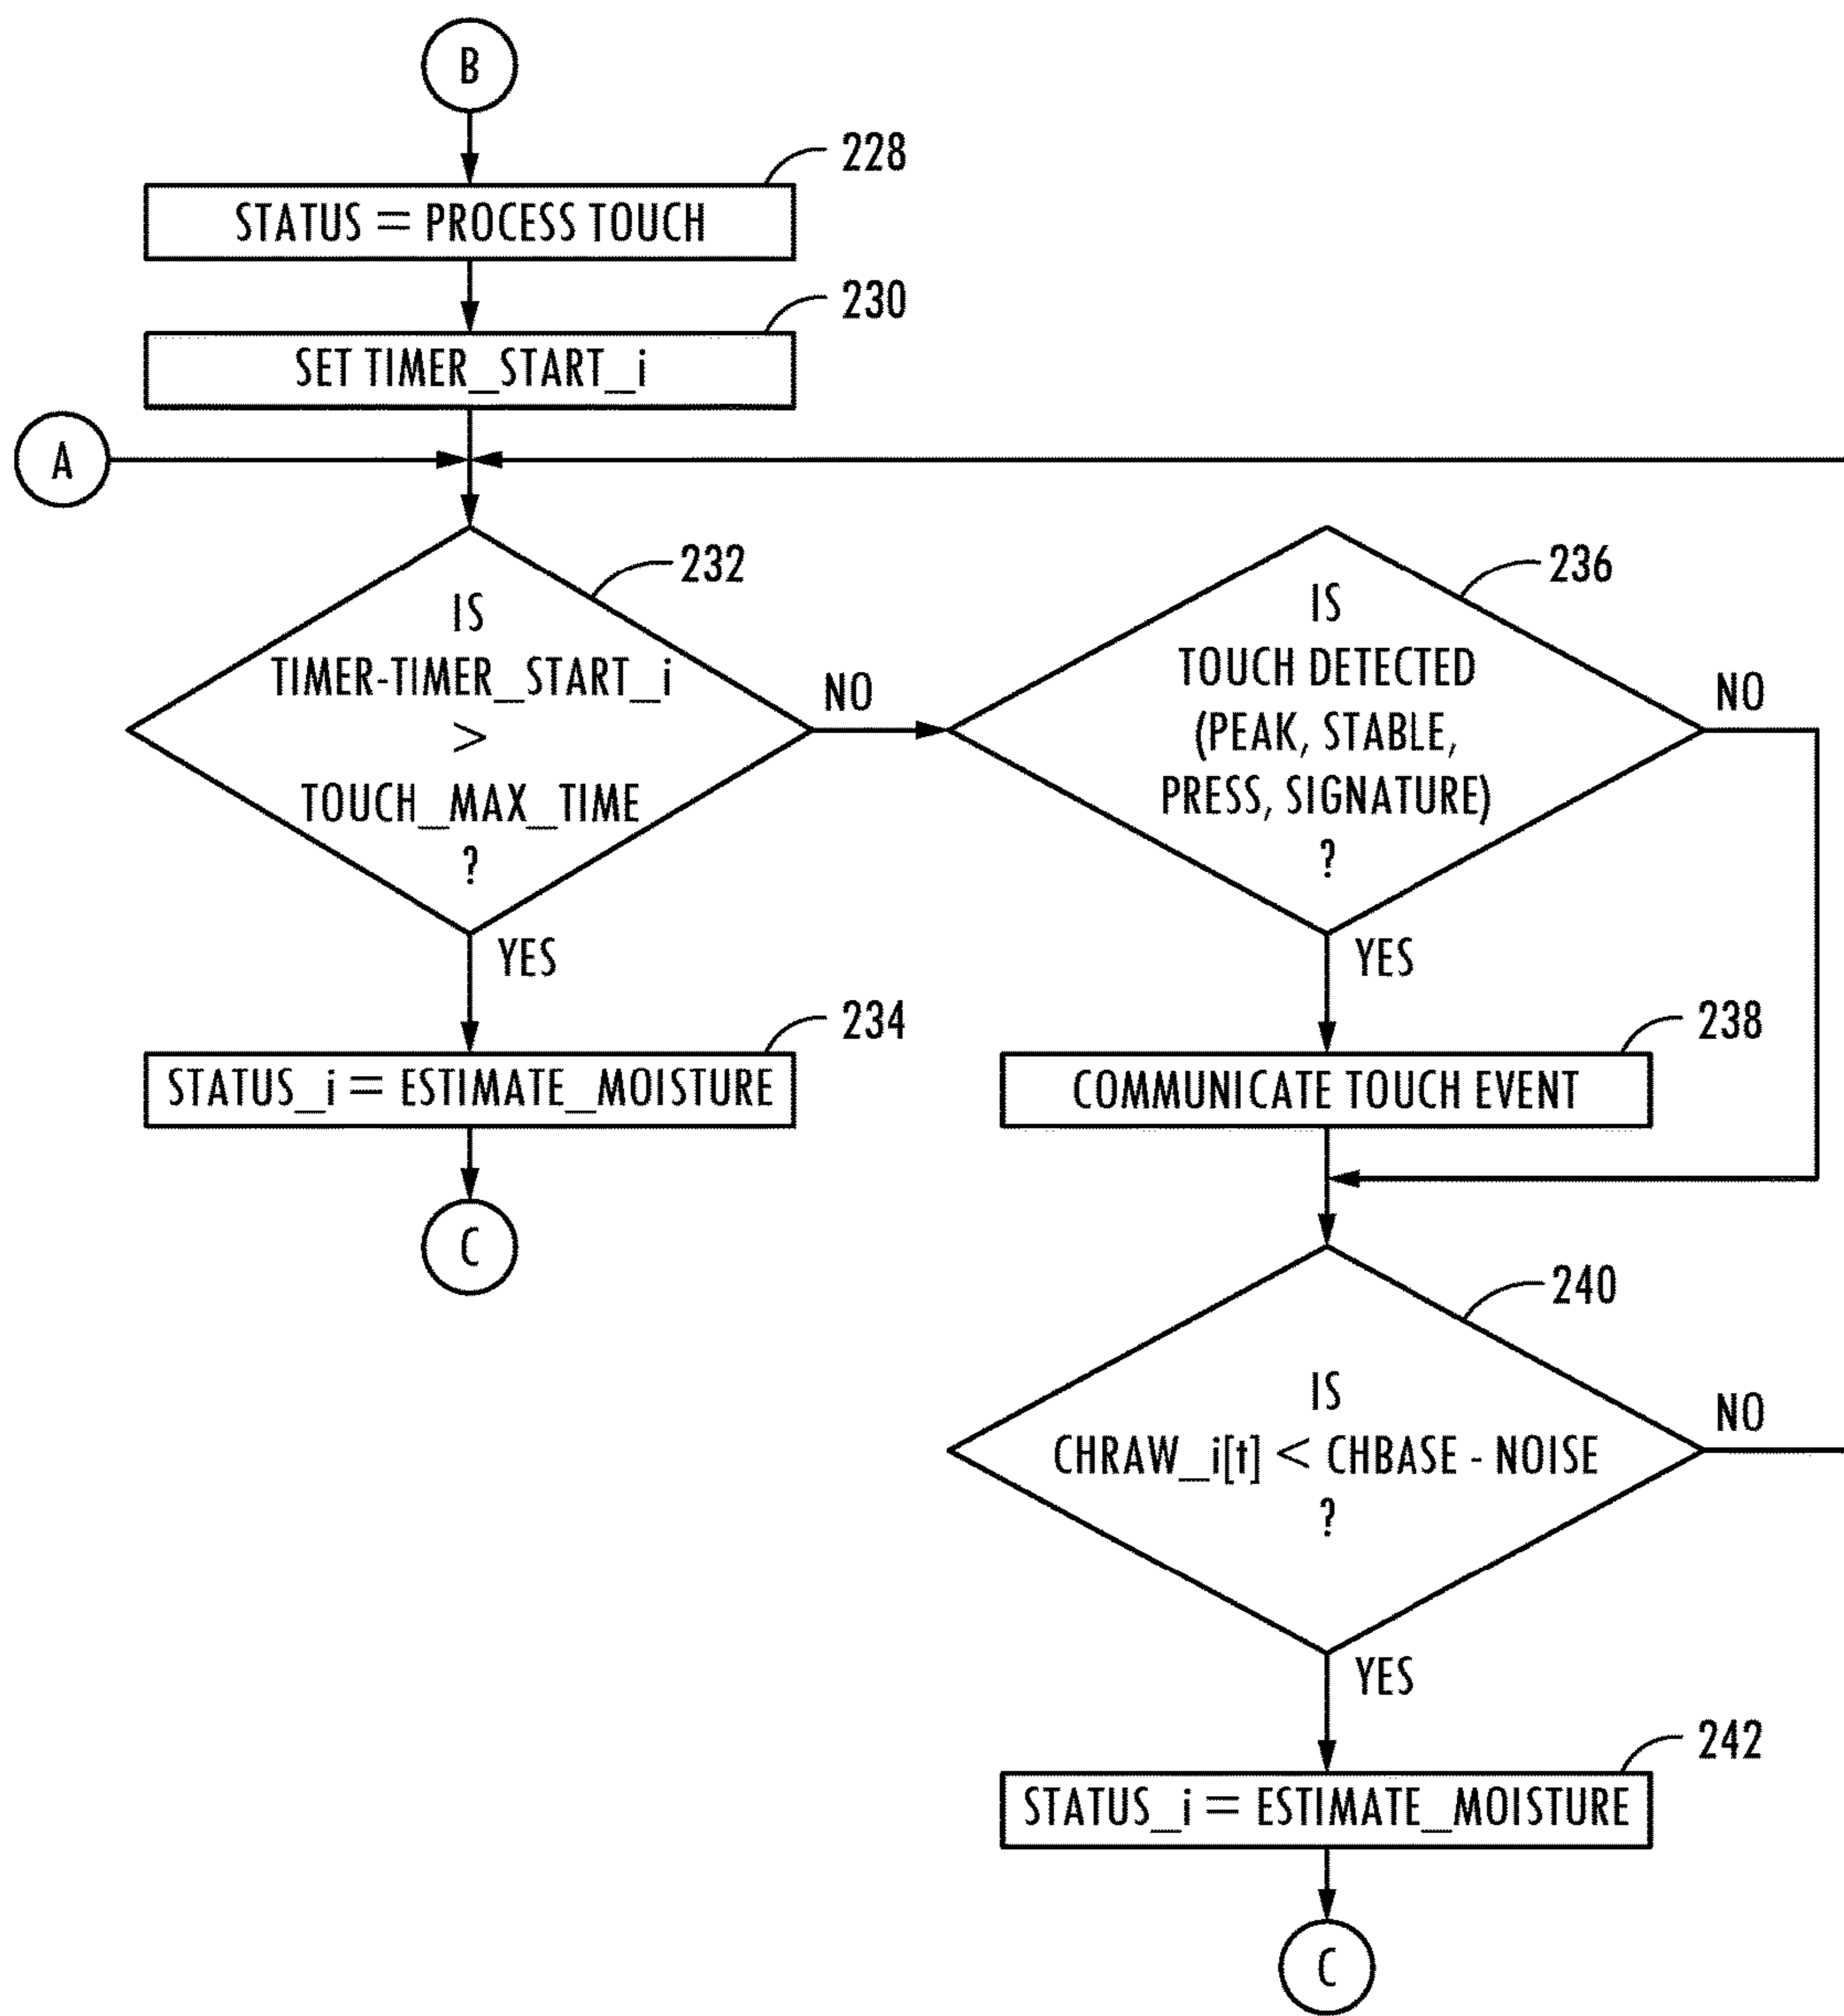 B
228
STATUS = PROCESS TOUCH
230
SET TIMER_START_i
A
232
IS
TIMER-TIMER_START_i
>
TOUCH_MAX_TIME
?
NO
YES
236
IS
TOUCH DETECTED
(PEAK, STABLE,
PRESS, SIGNATURE)
?
NO
YES
234
STATUS_i = ESTIMATE_MOISTURE
C
238
COMMUNICATE TOUCH EVENT
240
IS
CHRAW_i[t] < CHBASE - NOISE
?
NO
YES
242
STATUS_i = ESTIMATE_MOISTURE
C